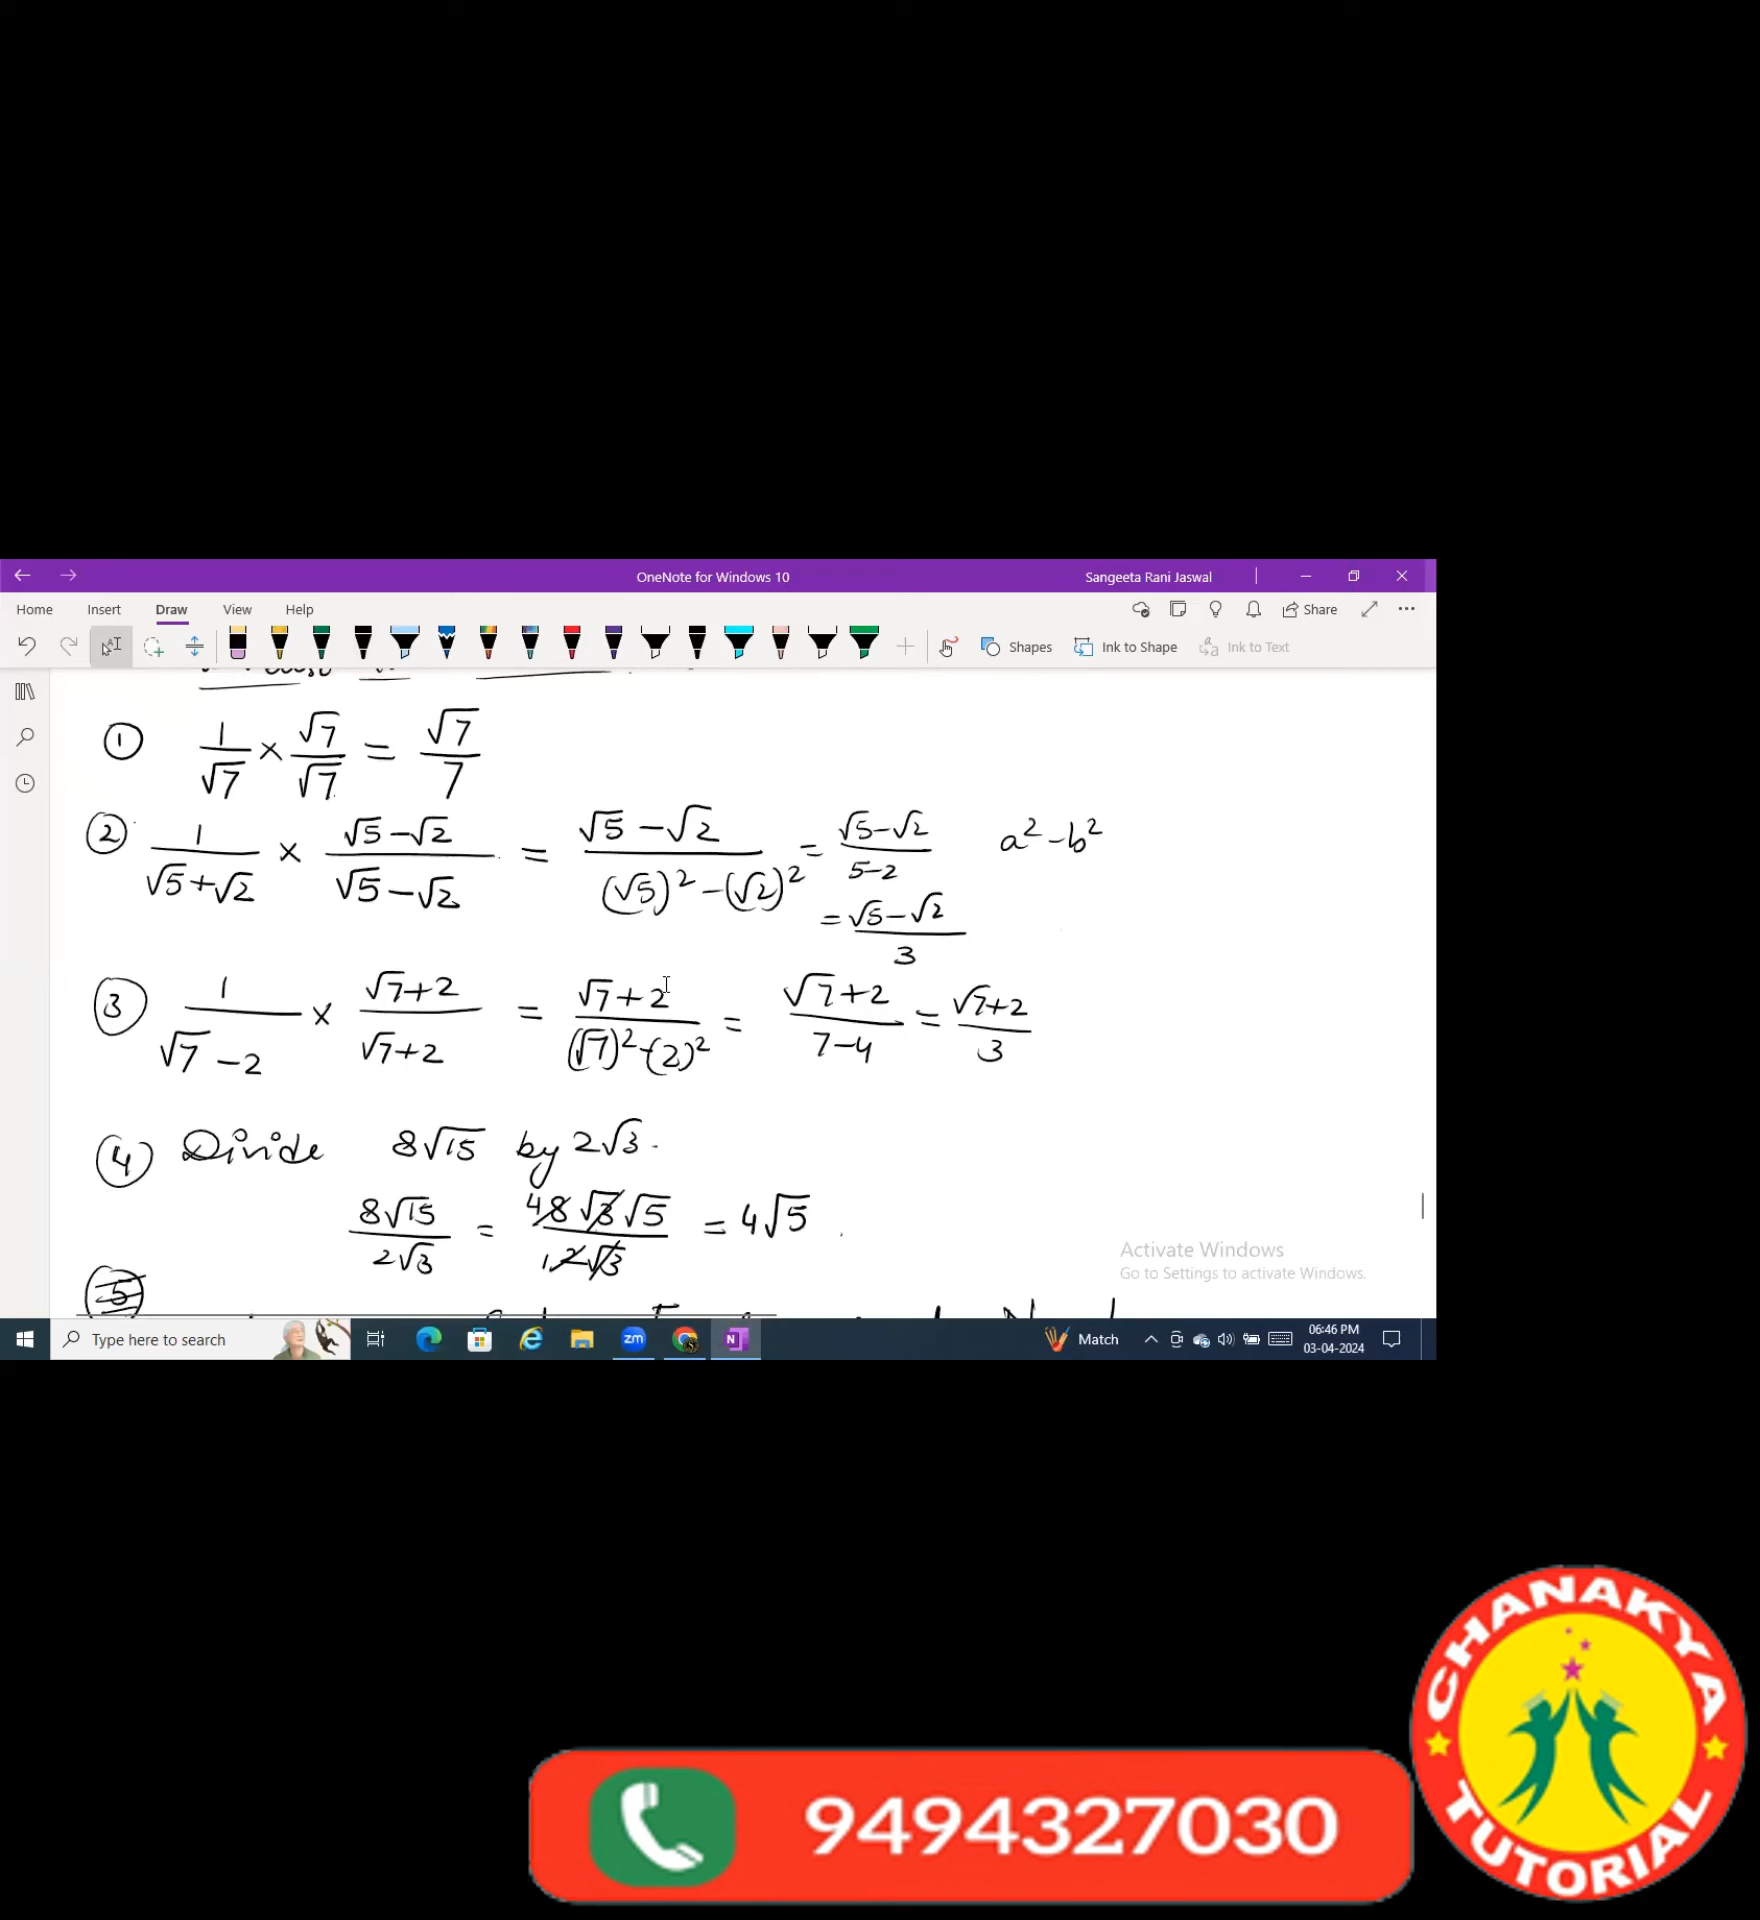 OneNote for Windows 10
Sangeeta Rani Jaswal
Home Insert Draw View Help
Share
Shapes Ink to Shape Ink to Text
① 1/√7 × √7/√7 = √7/7
② 1/(√5+√2) × (√5-√2)/(√5-√2) = (√5-√2)/((√5)²-(√2)²) = (√5-√2)/(5-2) a²-b²
= (√5-√2)/3
③ 1/(√7-2) × (√7+2)/(√7+2) = (√7+2)/((√7)²-(2)²) = (√7+2)/(7-4) = (√7+2)/3
④ Divide 8√15 by 2√3.
8√15/2√3 = 4 8√3√5/1 2√3 = 4√5.
Activate Windows
Go to Settings to activate Windows.
5
Type here to search
zm
N
Match
06:46 PM
03-04-2024
CHANAKYA
TUTORIAL
9494327030